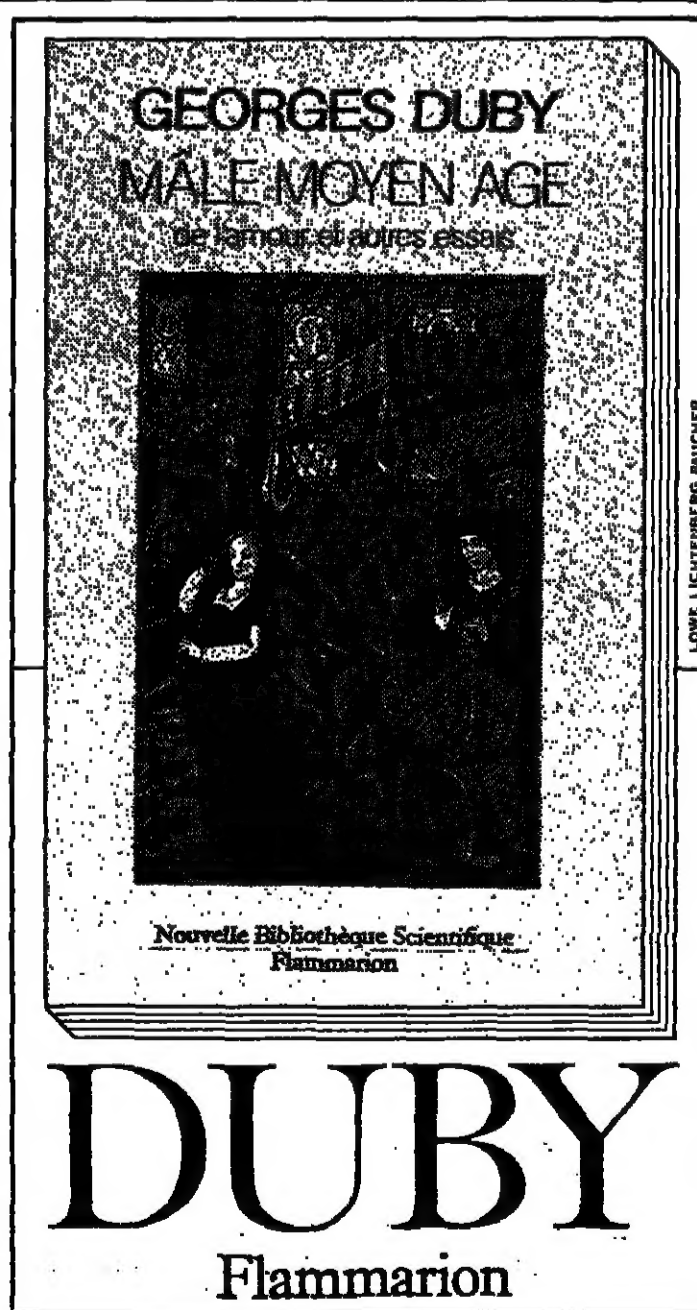 GEORGES DUBY
MÂLE MOYEN AGE
de l'amour et autres essais
Nouvelle Bibliothèque Scientifique
Flammarion
DUBY
Flammarion